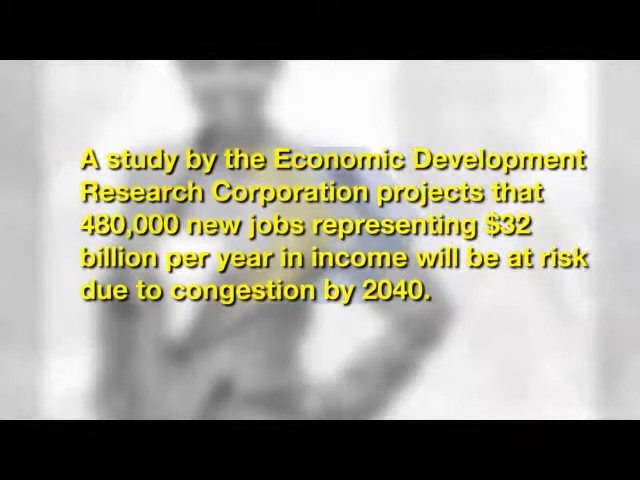 A study by the Economic Development
Research Corporation projects that
480,000 new jobs representing $32
billion per year in income will be at risk
due to congestion by 2040.